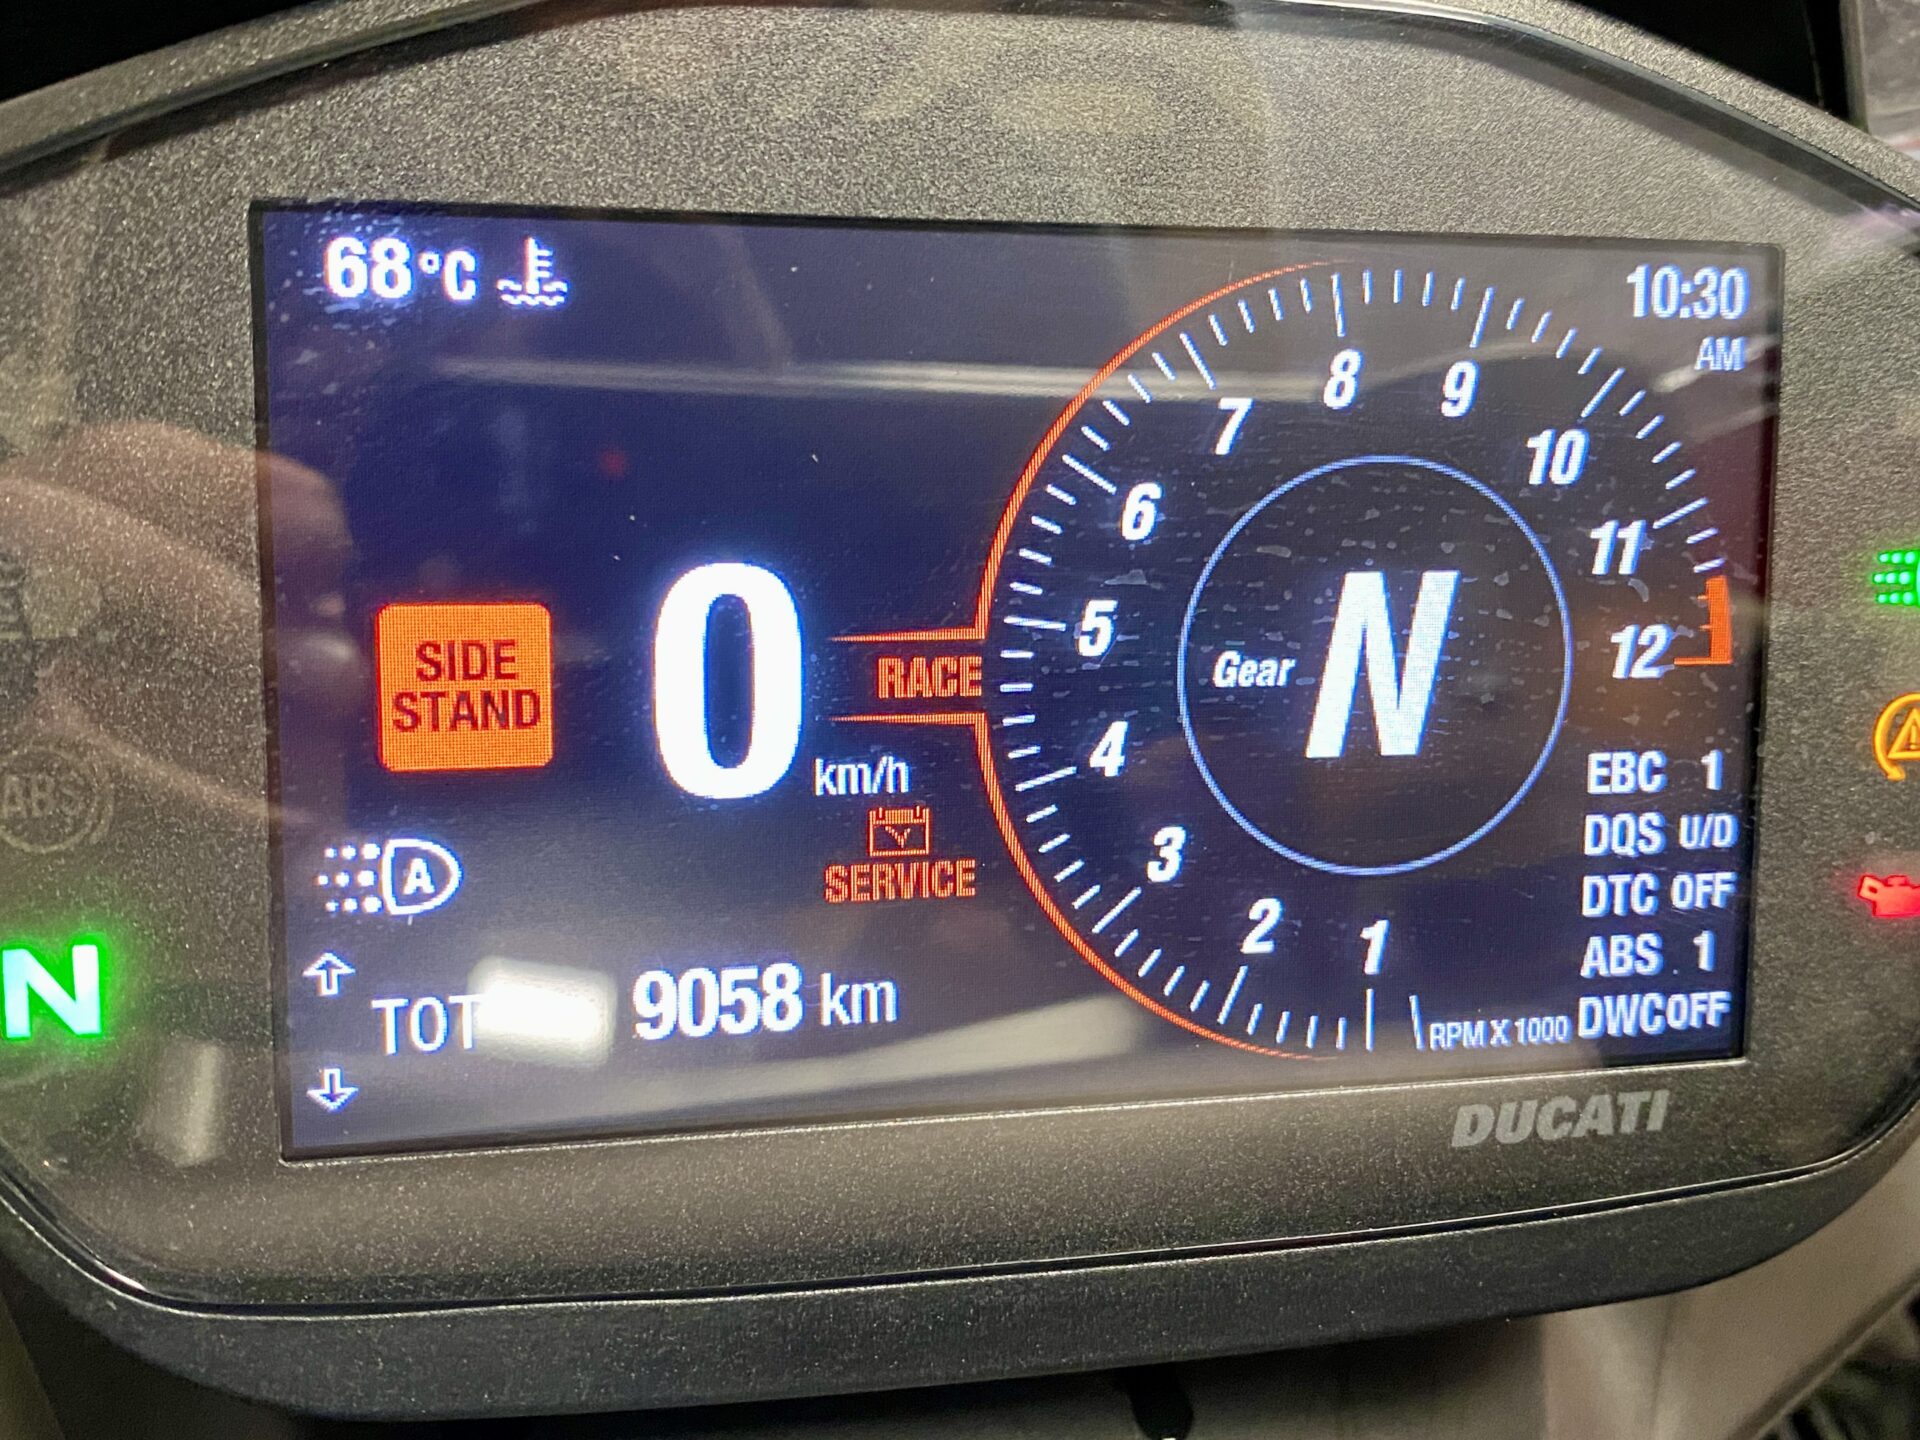 68 °C
10:30
AM
8
9
7
10
6
11
5
12
4
3
2
1
Gear N
SIDE
STAND
0
km/h
RACE
SERVICE
A
TOT 9058 km
EBC 1
DQS U/D
DTC OFF
ABS 1
DWC OFF
RPM X 1000
DUCATI
ABS
N